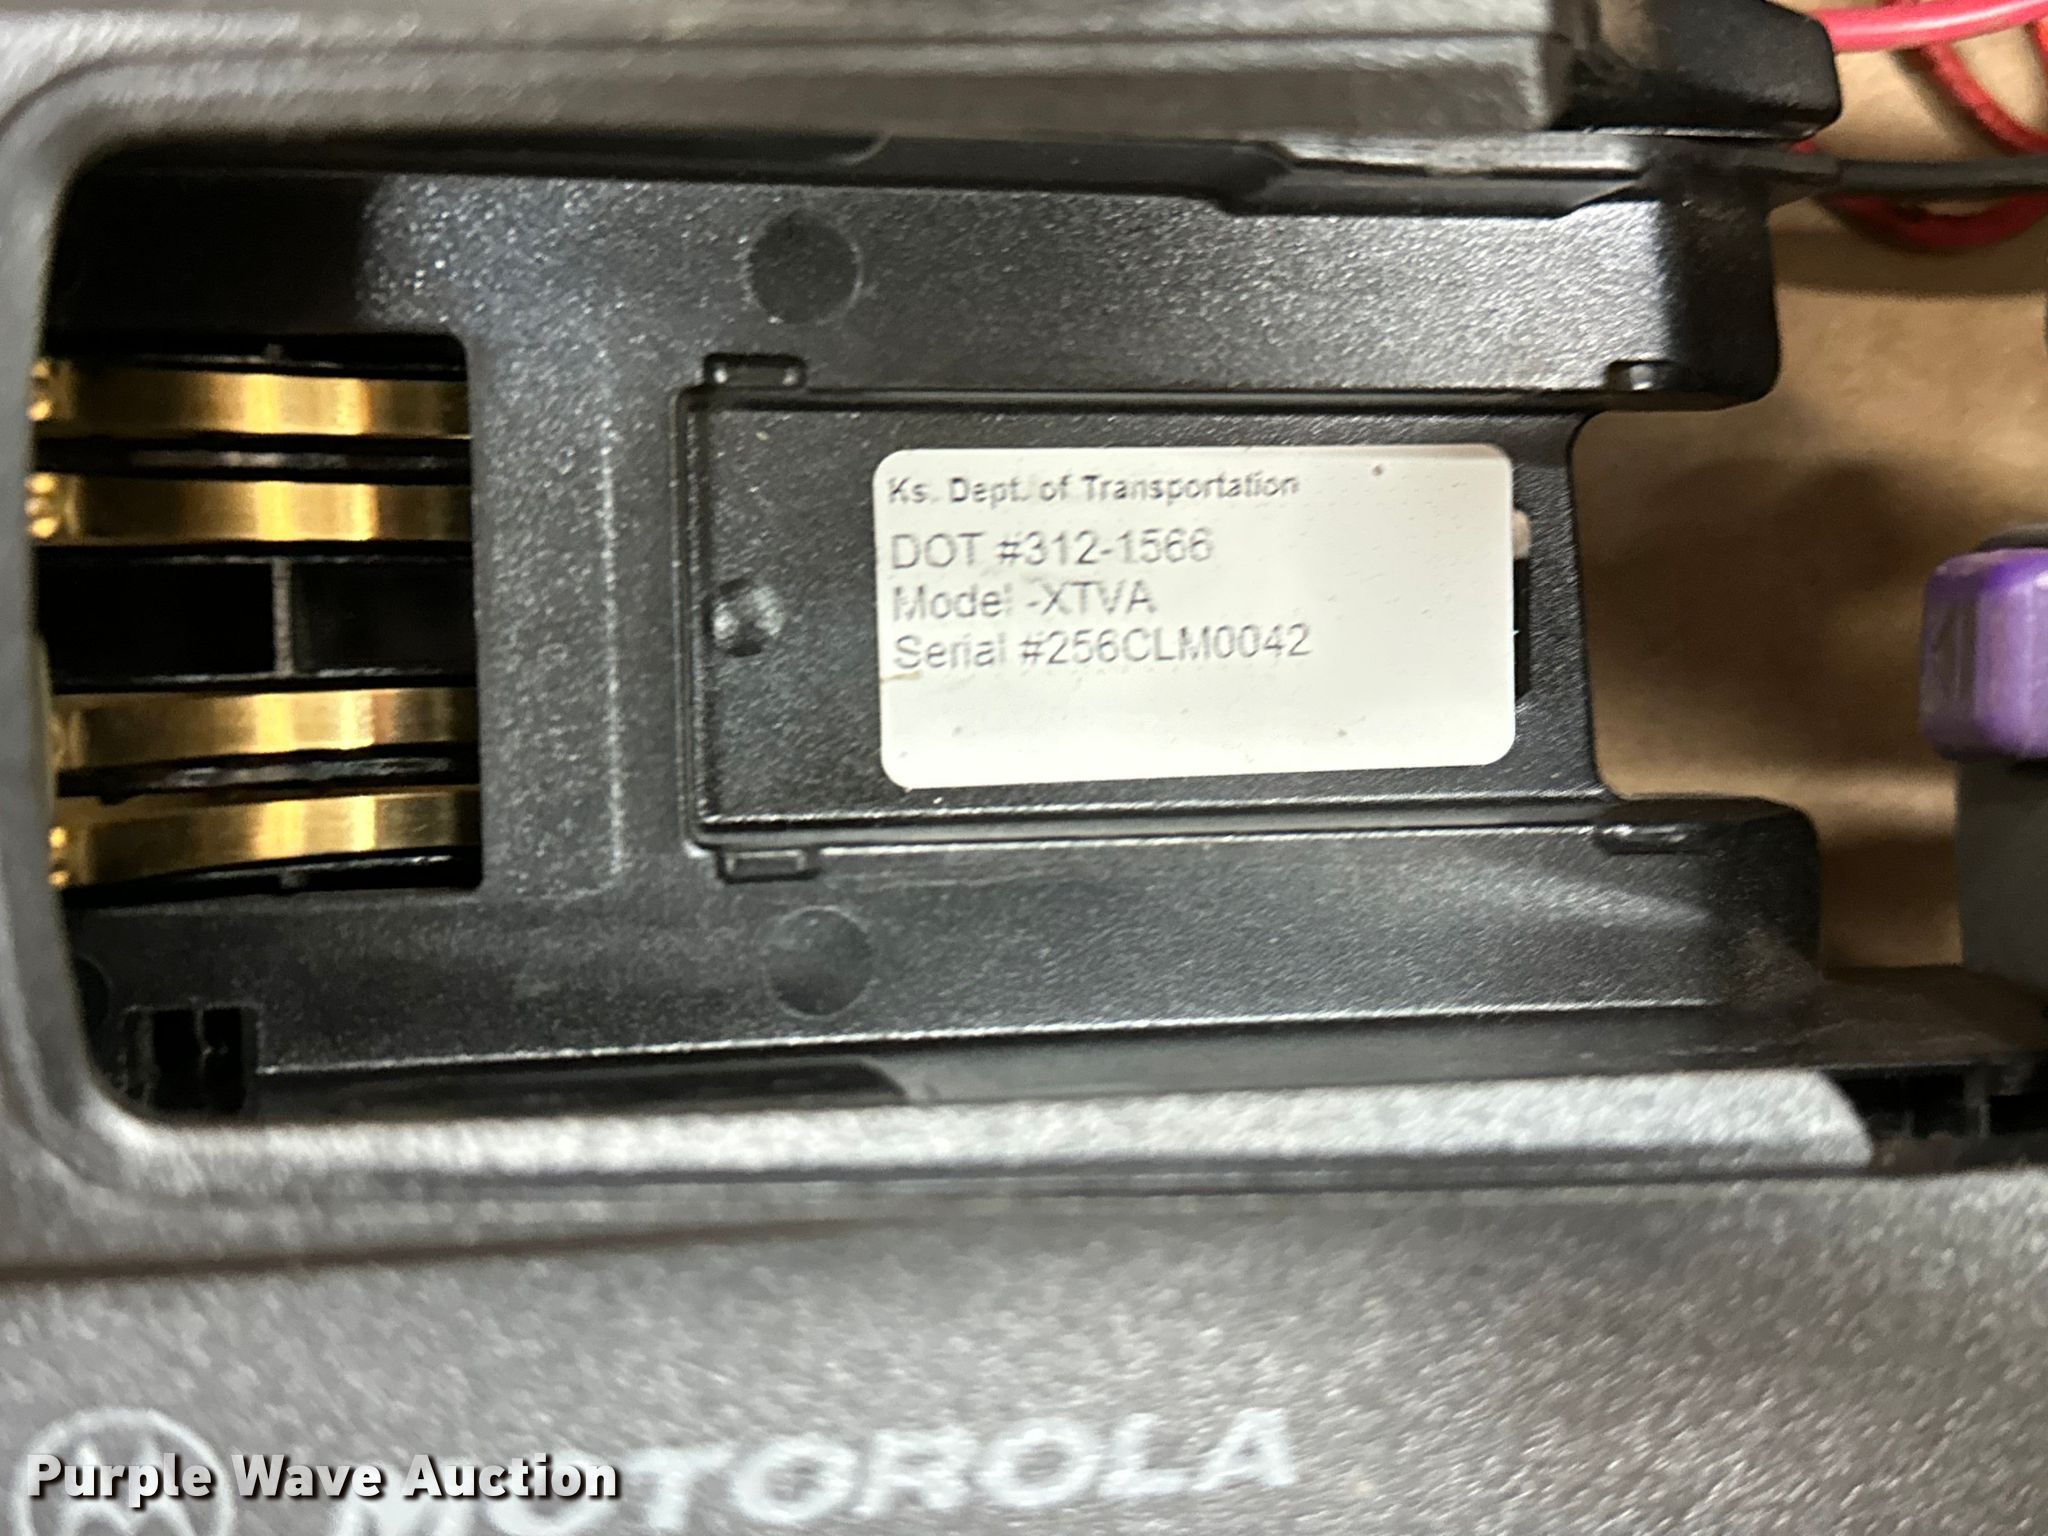 Ks. Dept. of Transportation
DOT #312-1566
Model -XTVA
Serial #256CLM0042
MOTOROLA
Purple Wave Auction